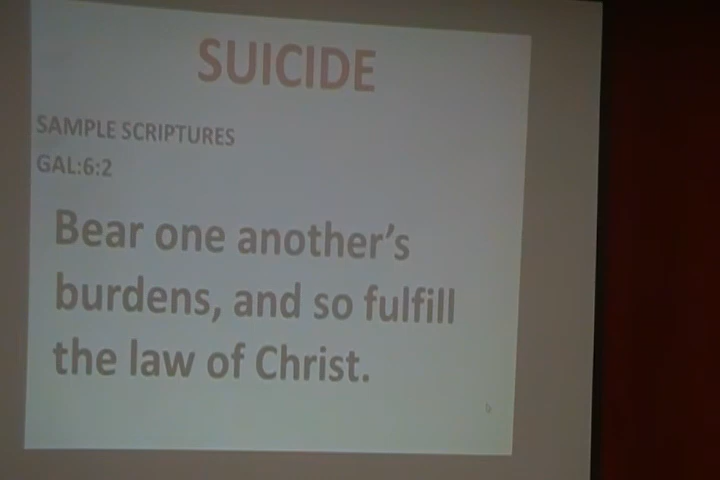 SUICIDE
SAMPLE SCRIPTURES
GAL:6:2
Bear one another's
burdens, and so fulfill
the law of Christ.